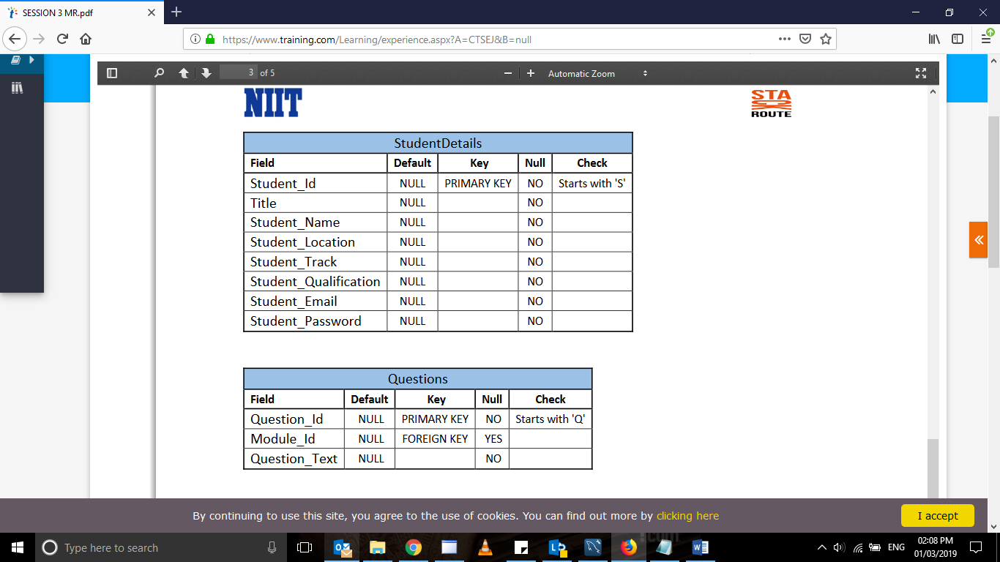 SESSION 3 MR.pdf
https://www.training.com/Learning/experience.aspx?A=CTSEJ&B=null
3 of 5
Automatic Zoom
NIIT
STA
ROUTE
StudentDetails
Field Default Key Null Check
Student_Id NULL PRIMARY KEY NO Starts with 'S'
Title NULL NO
Student_Name NULL NO
Student_Location NULL NO
Student_Track NULL NO
Student_Qualification NULL NO
Student_Email NULL NO
Student_Password NULL NO
Questions
Field Default Key Null Check
Question_Id NULL PRIMARY KEY NO Starts with 'Q'
Module_Id NULL FOREIGN KEY YES
Question_Text NULL NO
By continuing to use this site, you agree to the use of cookies. You can find out more by clicking here
I accept
Type here to search
ENG
02:08 PM
01/03/2019